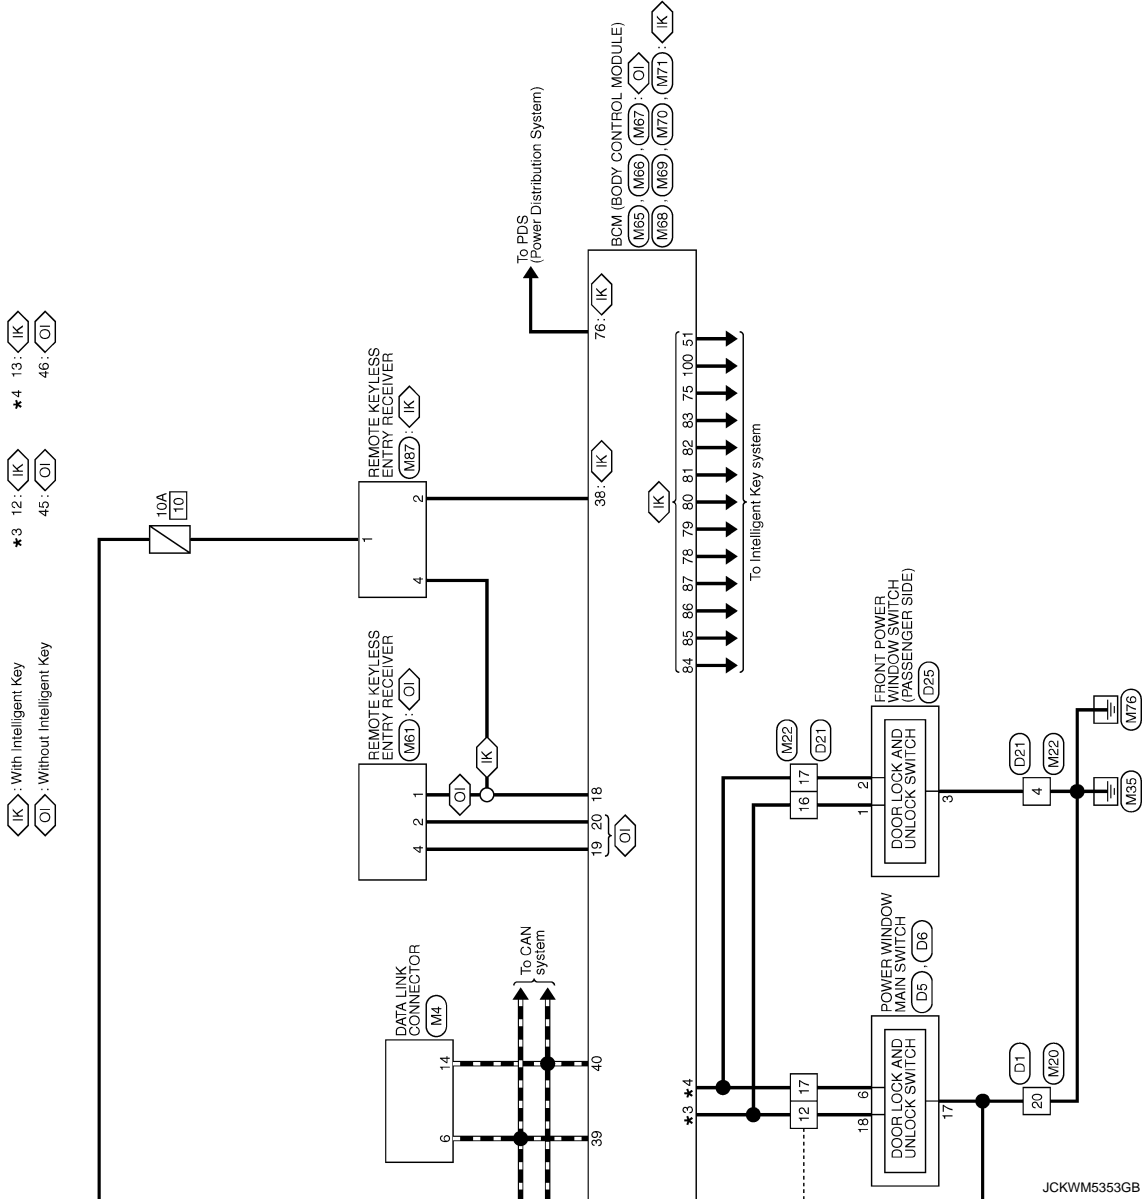 IK : With Intelligent Key
OI : Without Intelligent Key
★3 12 : IK
45 : OI
★4 13 : IK
46 : OI
10A
10
DATA LINK
CONNECTOR
M4
6
14
To CAN
system
39
40
REMOTE KEYLESS
ENTRY RECEIVER
M61 : OI
4
2
1
OI
IK
19
20
18
OI
REMOTE KEYLESS
ENTRY RECEIVER
M87 : IK
4
1
2
38 : IK
76 : IK
To PDS
(Power Distribution System)
BCM (BODY CONTROL MODULE)
M65 , M66 , M67 : OI
M68 , M69 , M70 , M71 : IK
IK
84 85 86 87 78 79 80 81 82 83 75 100 51
To Intelligent Key system
★3
★4
12
17
18
6
DOOR LOCK AND
UNLOCK SWITCH
17
POWER WINDOW
MAIN SWITCH
D5 , D6
20
D1
M20
16
17
M22
D21
1
2
DOOR LOCK AND
UNLOCK SWITCH
3
FRONT POWER
WINDOW SWITCH
(PASSENGER SIDE)
D25
4
D21
M22
M35
M76
JCKWM5353GB